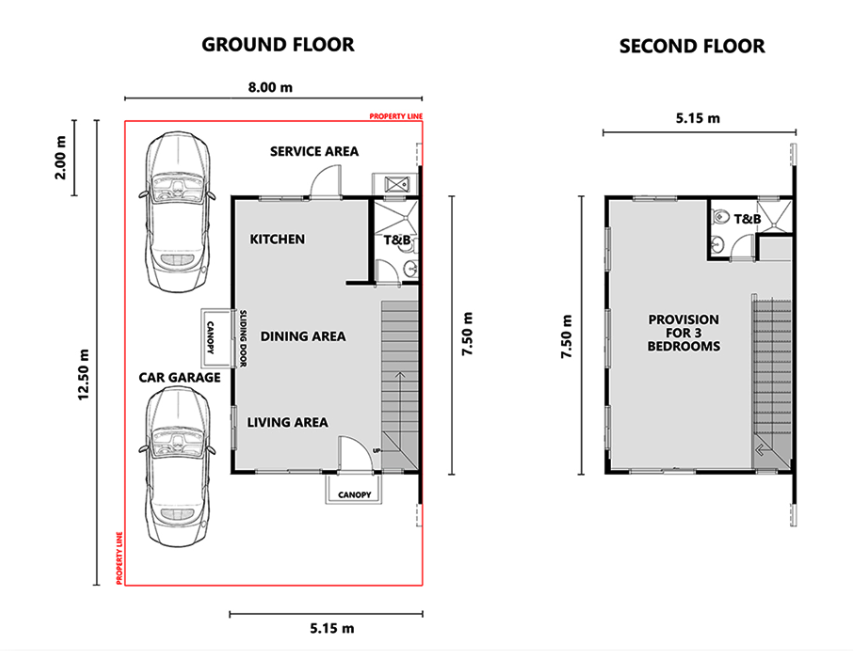 GROUND FLOOR
SECOND FLOOR
8.00 m
PROPERTY LINE
5.15 m
2.00 m
SERVICE AREA
T&B
KITCHEN
T&B
SLIDING DOOR
CANOPY
DINING AREA
7.50 m
7.50 m
PROVISION
FOR 3
BEDROOMS
12.50 m
CAR GARAGE
LIVING AREA
UP
CANOPY
PROPERTY LINE
5.15 m